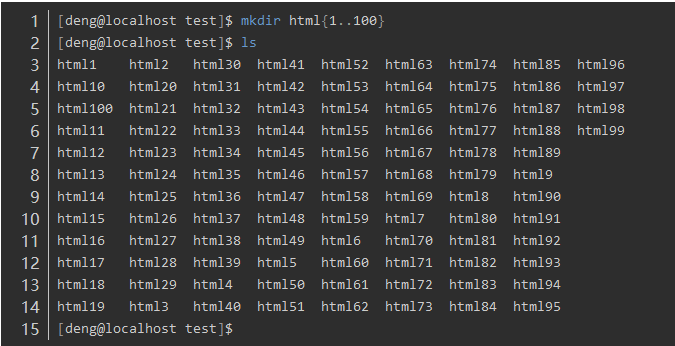 1 [deng@localhost test]$ mkdir html{1..100}
2 [deng@localhost test]$ ls
3 html1 html2 html30 html41 html52 html63 html74 html85 html96
4 html10 html20 html31 html42 html53 html64 html75 html86 html97
5 html100 html21 html32 html43 html54 html65 html76 html87 html98
6 html11 html22 html33 html44 html55 html66 html77 html88 html99
7 html12 html23 html34 html45 html56 html67 html78 html89
8 html13 html24 html35 html46 html57 html68 html79 html9
9 html14 html25 html36 html47 html58 html69 html8 html90
10 html15 html26 html37 html48 html59 html7 html80 html91
11 html16 html27 html38 html49 html6 html70 html81 html92
12 html17 html28 html39 html5 html60 html71 html82 html93
13 html18 html29 html4 html50 html61 html72 html83 html94
14 html19 html3 html40 html51 html62 html73 html84 html95
15 [deng@localhost test]$